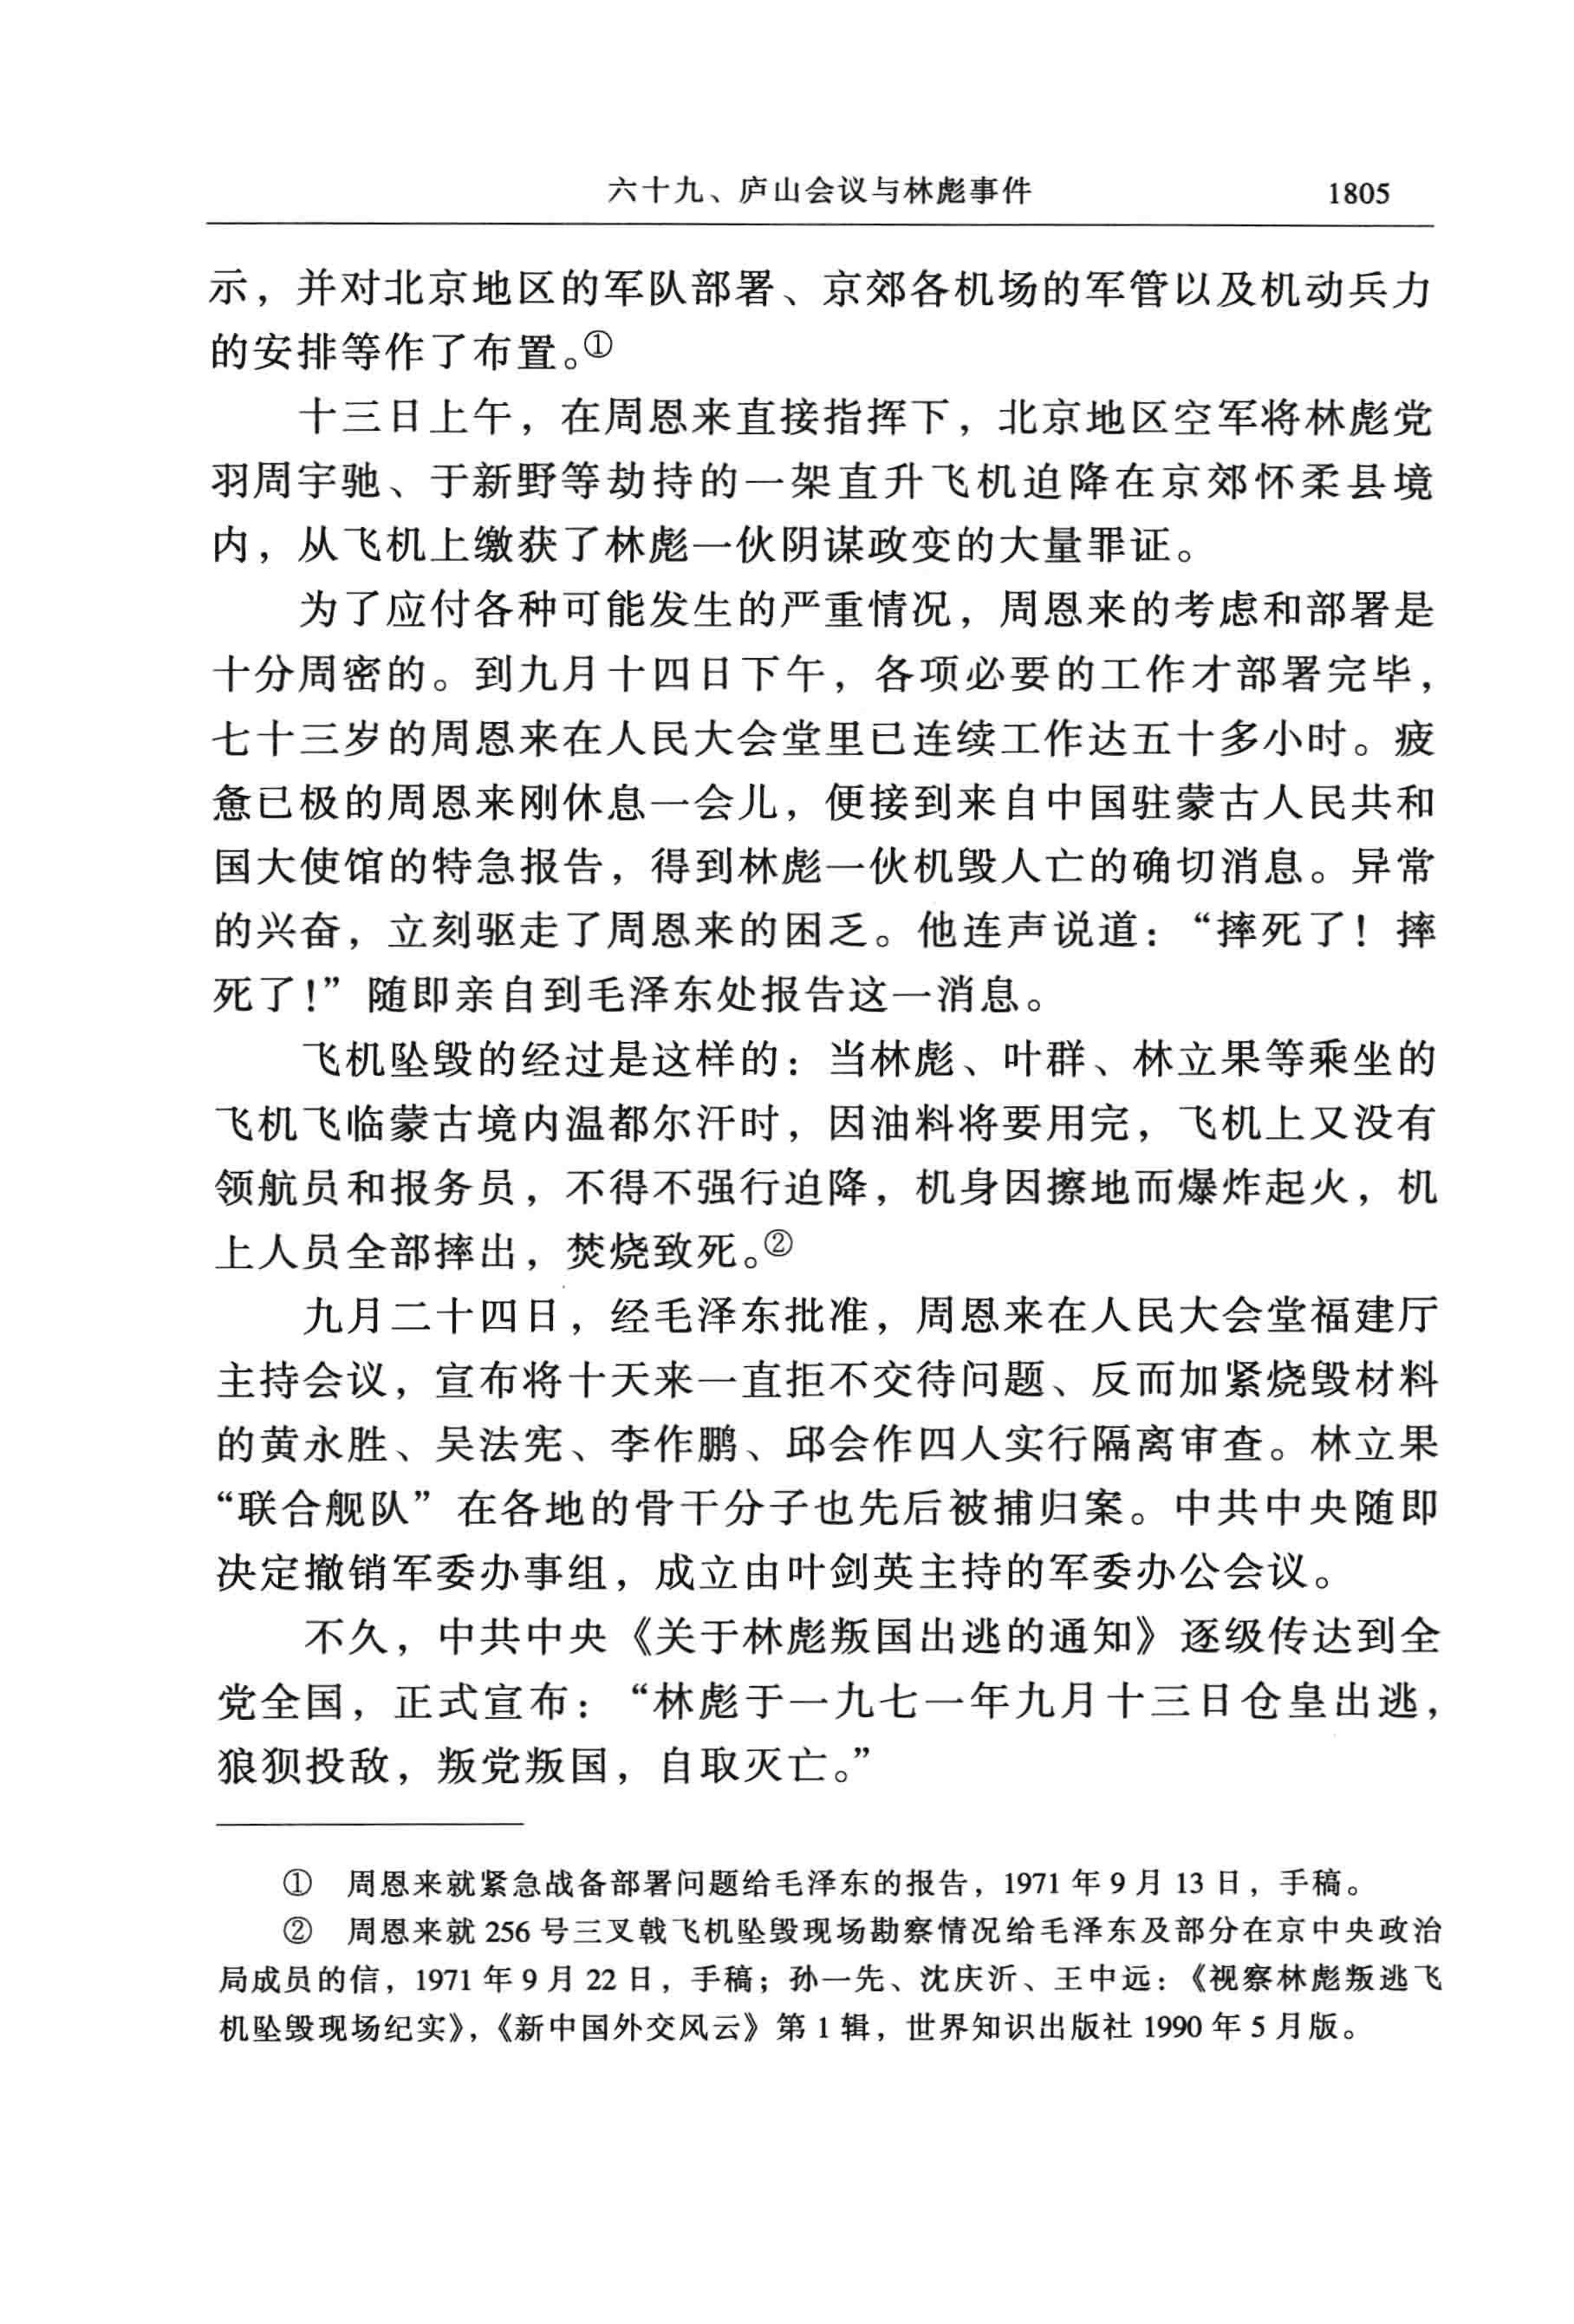 六十九、庐山会议与林彪事件 1805
示，并对北京地区的军队部署、京郊各机场的军管以及机动兵力
的安排等作了布置。①
十三日上午，在周恩来直接指挥下，北京地区空军将林彪党
羽周宇驰、于新野等劫持的一架直升飞机迫降在京郊怀柔县境
内，从飞机上缴获了林彪一伙阴谋政变的大量罪证。
为了应付各种可能发生的严重情况，周恩来的考虑和部署是
十分周密的。到九月十四日下午，各项必要的工作才部署完毕，
七十三岁的周恩来在人民大会堂里已连续工作达五十多小时。疲
惫已极的周恩来刚休息一会儿，便接到来自中国驻蒙古人民共和
国大使馆的特急报告，得到林彪一伙机毁人亡的确切消息。异常
的兴奋，立刻驱走了周恩来的困乏。他连声说道：“摔死了！摔
死了！”随即亲自到毛泽东处报告这一消息。
飞机坠毁的经过是这样的：当林彪、叶群、林立果等乘坐的
飞机飞临蒙古境内温都尔汗时，因油料将要用完，飞机上又没有
领航员和报务员，不得不强行迫降，机身因擦地而爆炸起火，机
上人员全部摔出，焚烧致死。②
九月二十四日，经毛泽东批准，周恩来在人民大会堂福建厅
主持会议，宣布将十天来一直拒不交待问题、反而加紧烧毁材料
的黄永胜、吴法宪、李作鹏、邱会作四人实行隔离审查。林立果
“联合舰队”在各地的骨干分子也先后被捕归案。中共中央随即
决定撤销军委办事组，成立由叶剑英主持的军委办公会议。
不久，中共中央《关于林彪叛国出逃的通知》逐级传达到全
党全国，正式宣布：“林彪于一九七一年九月十三日仓皇出逃，
狼狈投敌，叛党叛国，自取灭亡。”
① 周恩来就紧急战备部署问题给毛泽东的报告，1971 年 9 月 13 日，手稿。
② 周恩来就 256 号三叉戟飞机坠毁现场勘察情况给毛泽东及部分在京中央政治
局成员的信，1971 年 9 月 22 日，手稿；孙一先、沈庆沂、王中远：《视察林彪叛逃飞
机坠毁现场纪实》，《新中国外交风云》第 1 辑，世界知识出版社 1990 年 5 月版。